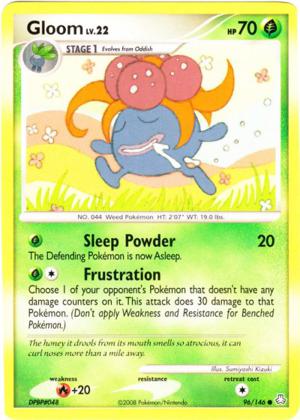 Gloom LV.22 HP 70
STAGE 1 Evolves from Oddish
NO. 044 Weed Pokémon HT: 2'07" WT: 19.0 lbs.
Sleep Powder 20
The Defending Pokémon is now Asleep.
Frustration
Choose 1 of your opponent's Pokémon that doesn't have any
damage counters on it. This attack does 30 damage to that
Pokémon. (Don't apply Weakness and Resistance for Benched
Pokémon.)
The honey it drools from its mouth smells so atrocious, it can
curl noses more than a mile away.
Illus. Sumiyoshi Kizuki
weakness resistance retreat cost
+20
DPBP#048 ©2008 Pokémon/Nintendo 96/146